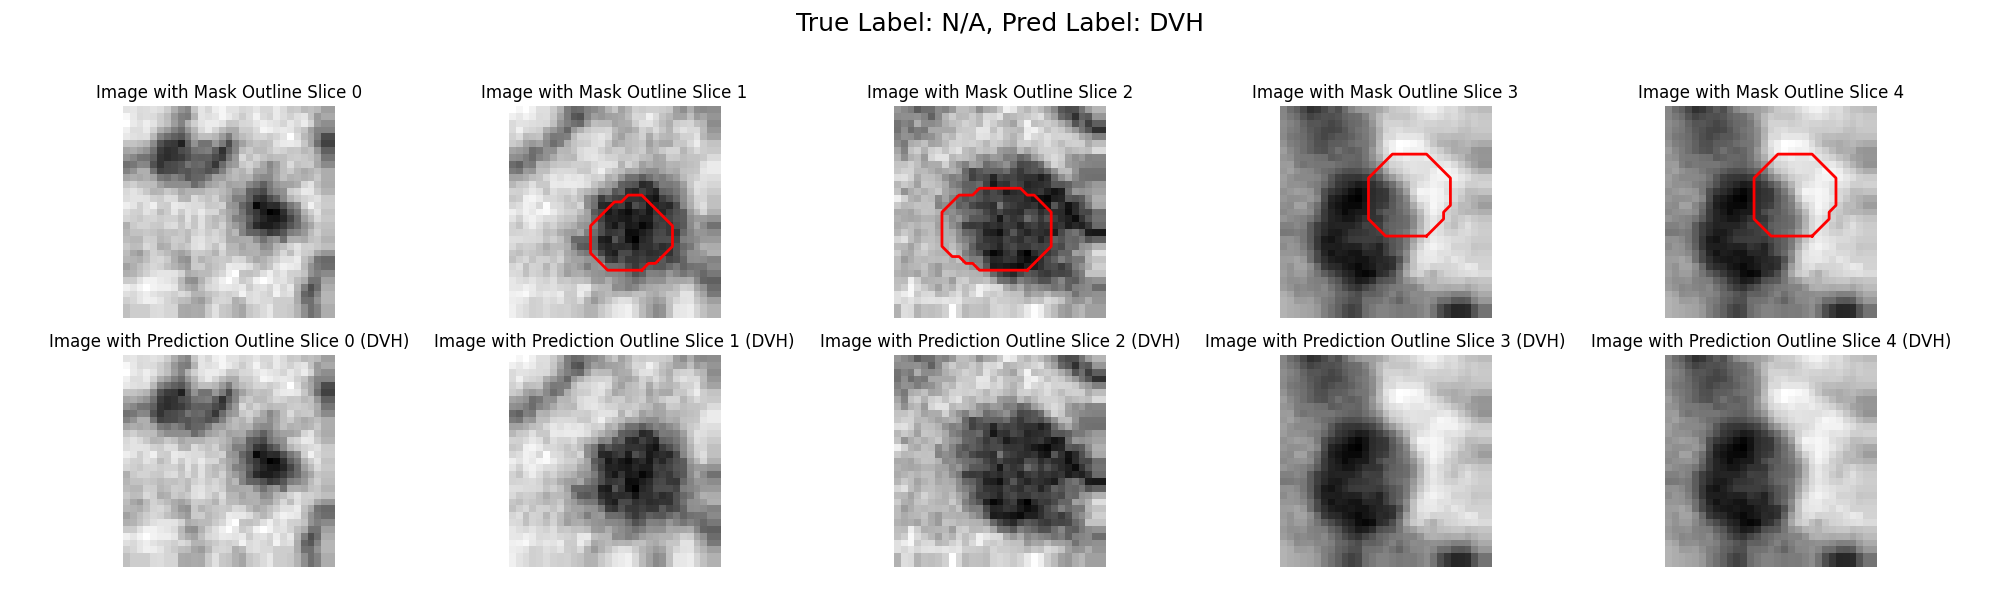 True Label: N/A, Pred Label: DVH
Image with Mask Outline Slice 0
Image with Mask Outline Slice 1
Image with Mask Outline Slice 2
Image with Mask Outline Slice 3
Image with Mask Outline Slice 4
Image with Prediction Outline Slice 0 (DVH)
Image with Prediction Outline Slice 1 (DVH)
Image with Prediction Outline Slice 2 (DVH)
Image with Prediction Outline Slice 3 (DVH)
Image with Prediction Outline Slice 4 (DVH)